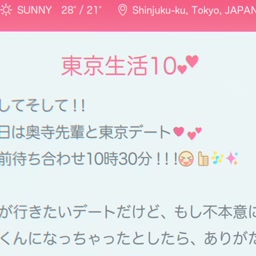 SUNNY 28° / 21° Shinjuku-ku, Tokyo, JAPAN
東京生活10💕
してそして!!
日は奥寺先輩と東京デート♥💕
前待ち合わせ10時30分!!!😆👍🎶✨
が行きたいデートだけど、もし不本意に
くんになっちゃったとしたら、ありがた